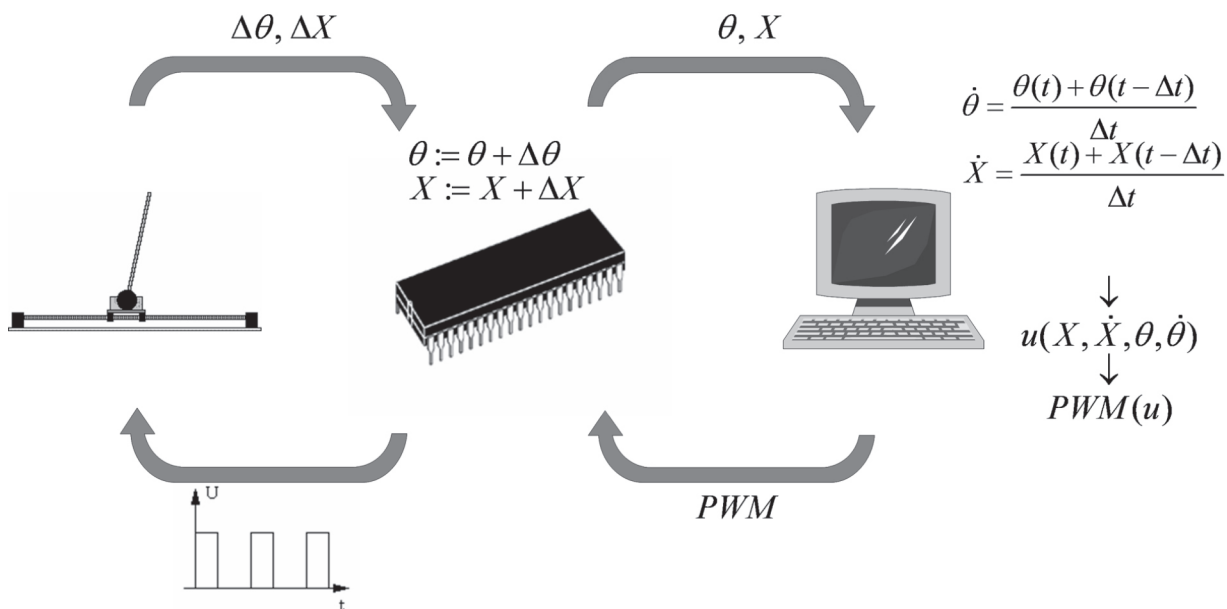 Δθ, ΔX
θ, X
θ̇ = (θ(t) + θ(t − Δt)) / Δt
Ẋ = (X(t) + X(t − Δt)) / Δt
θ := θ + Δθ
X := X + ΔX
↓
u(X, Ẋ, θ, θ̇)
↓
PWM(u)
PWM
U
t